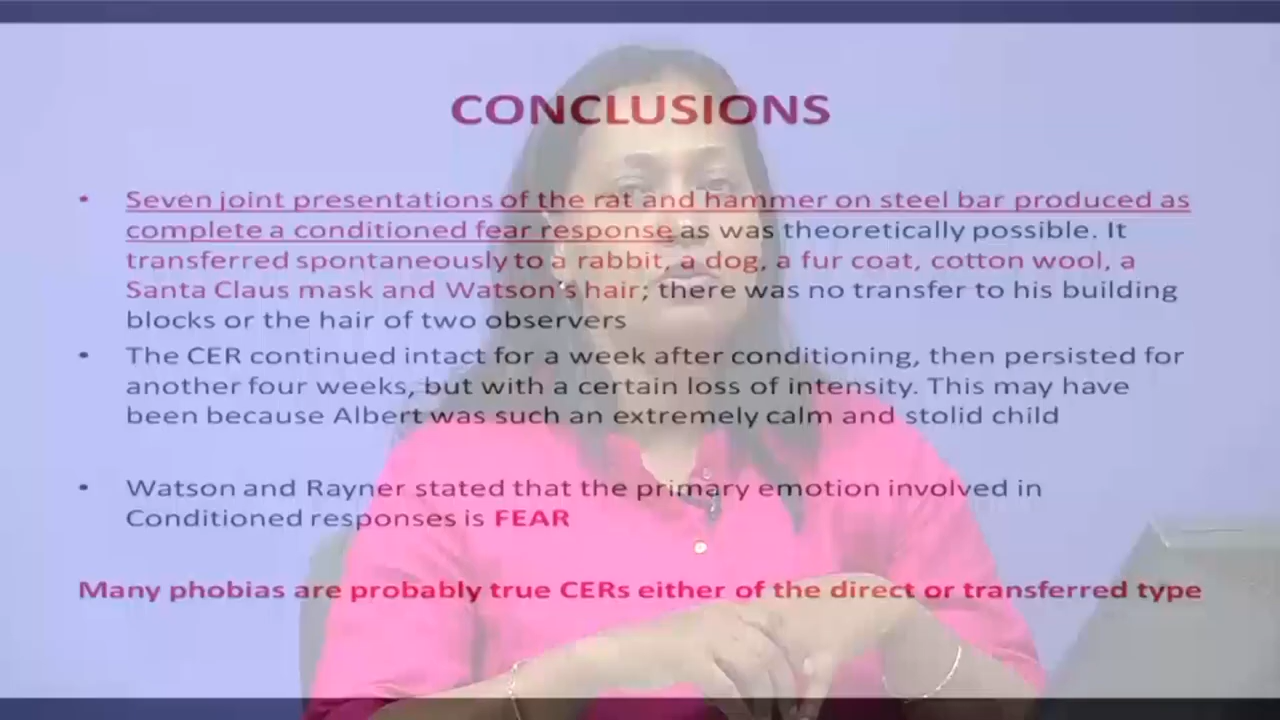 CONCLUSIONS
• Seven joint presentations of the rat and hammer on steel bar produced as
complete a conditioned fear response as was theoretically possible. It
transferred spontaneously to a rabbit, a dog, a fur coat, cotton wool, a
Santa Claus mask and Watson's hair; there was no transfer to his building
blocks or the hair of two observers
• The CER continued intact for a week after conditioning, then persisted for
another four weeks, but with a certain loss of intensity. This may have
been because Albert was such an extremely calm and stolid child
• Watson and Rayner stated that the primary emotion involved in
Conditioned responses is FEAR
Many phobias are probably true CERs either of the direct or transferred type